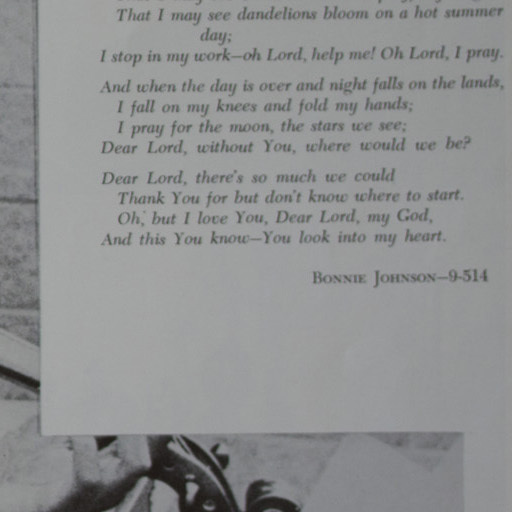 That I may see dandelions bloom on a hot summer
day;
I stop in my work—oh Lord, help me! Oh Lord, I pray.
And when the day is over and night falls on the lands,
I fall on my knees and fold my hands;
I pray for the moon, the stars we see;
Dear Lord, without You, where would we be?
Dear Lord, there's so much we could
Thank You for but don't know where to start.
Oh, but I love You, Dear Lord, my God,
And this You know—You look into my heart.
BONNIE JOHNSON—9-514